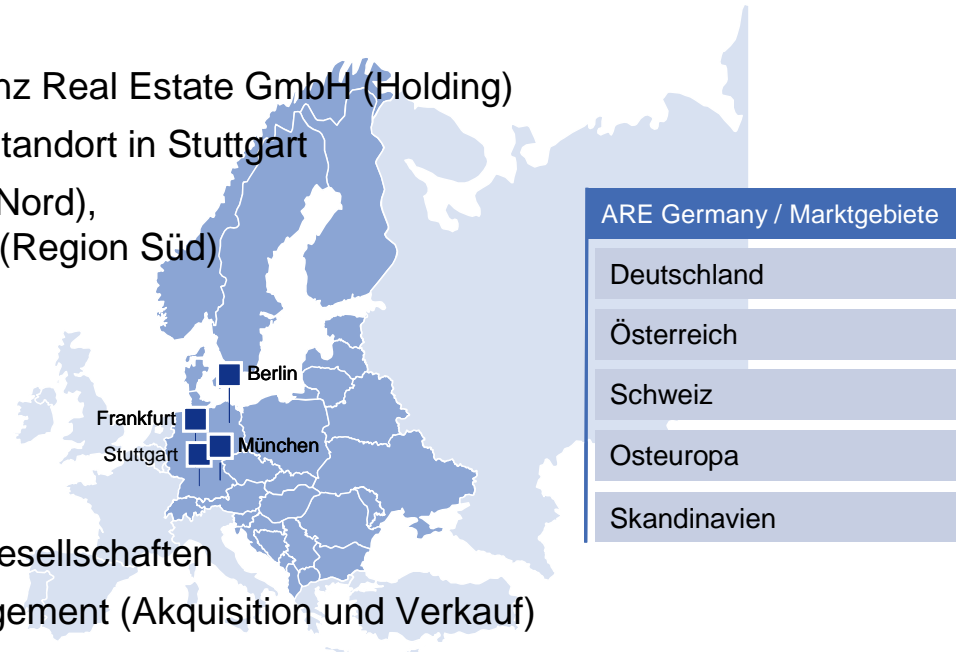 nz Real Estate GmbH (Holding)
tandort in Stuttgart
Nord),
(Region Süd)
ARE Germany / Marktgebiete
Deutschland
Österreich
Schweiz
Osteuropa
Skandinavien
Berlin
Frankfurt
München
Stuttgart
esellschaften
gement (Akquisition und Verkauf)